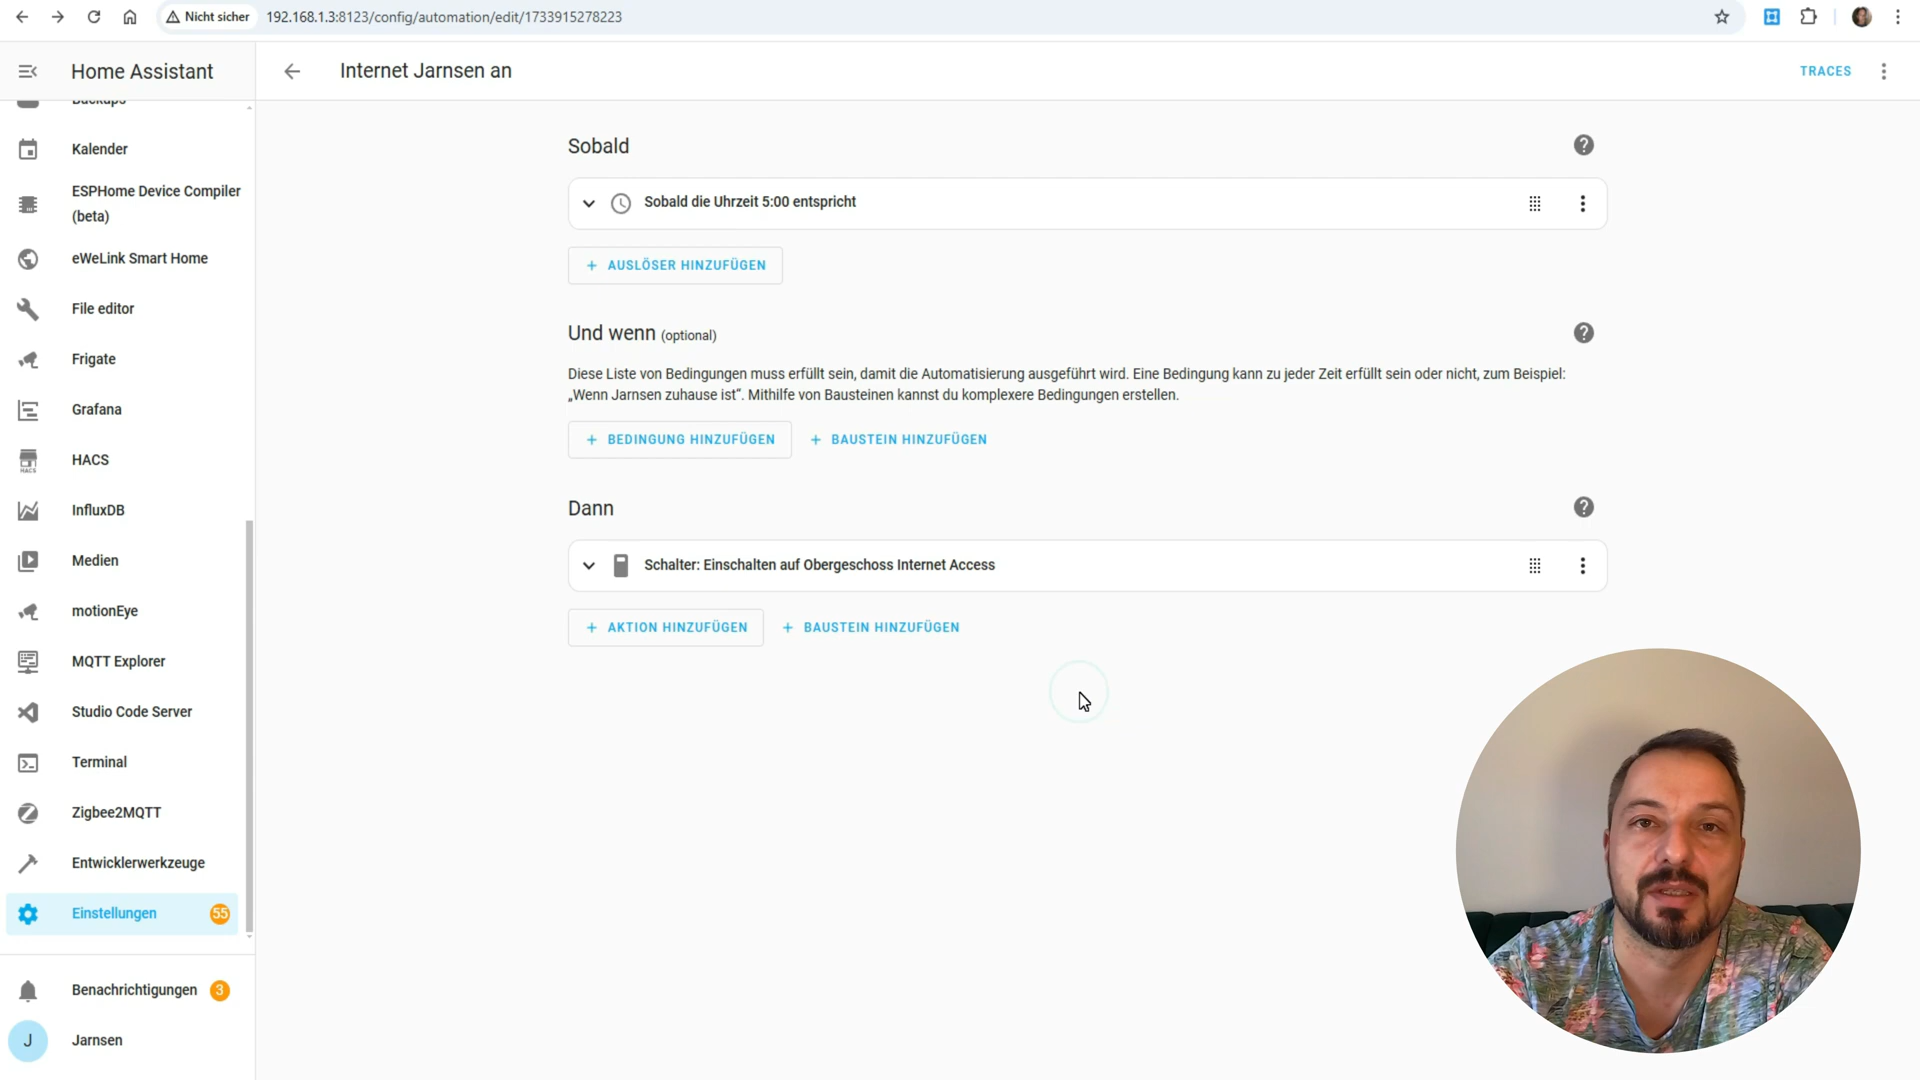 Nicht sicher
192.168.1.3:8123/config/automation/edit/1733915278223
Home Assistant
Internet Jarnsen an
TRACES
Backups
Kalender
ESPHome Device Compiler
(beta)
eWeLink Smart Home
File editor
Frigate
Grafana
HACS
HACS
InfluxDB
Medien
motionEye
MQTT Explorer
Studio Code Server
Terminal
Zigbee2MQTT
Entwicklerwerkzeuge
Einstellungen 55
Benachrichtigungen 3
J Jarnsen
Sobald
Sobald die Uhrzeit 5:00 entspricht
+ AUSLÖSER HINZUFÜGEN
Und wenn (optional)
Diese Liste von Bedingungen muss erfüllt sein, damit die Automatisierung ausgeführt wird. Eine Bedingung kann zu jeder Zeit erfüllt sein oder nicht, zum Beispiel:
„Wenn Jarnsen zuhause ist“. Mithilfe von Bausteinen kannst du komplexere Bedingungen erstellen.
+ BEDINGUNG HINZUFÜGEN + BAUSTEIN HINZUFÜGEN
Dann
Schalter: Einschalten auf Obergeschoss Internet Access
+ AKTION HINZUFÜGEN + BAUSTEIN HINZUFÜGEN